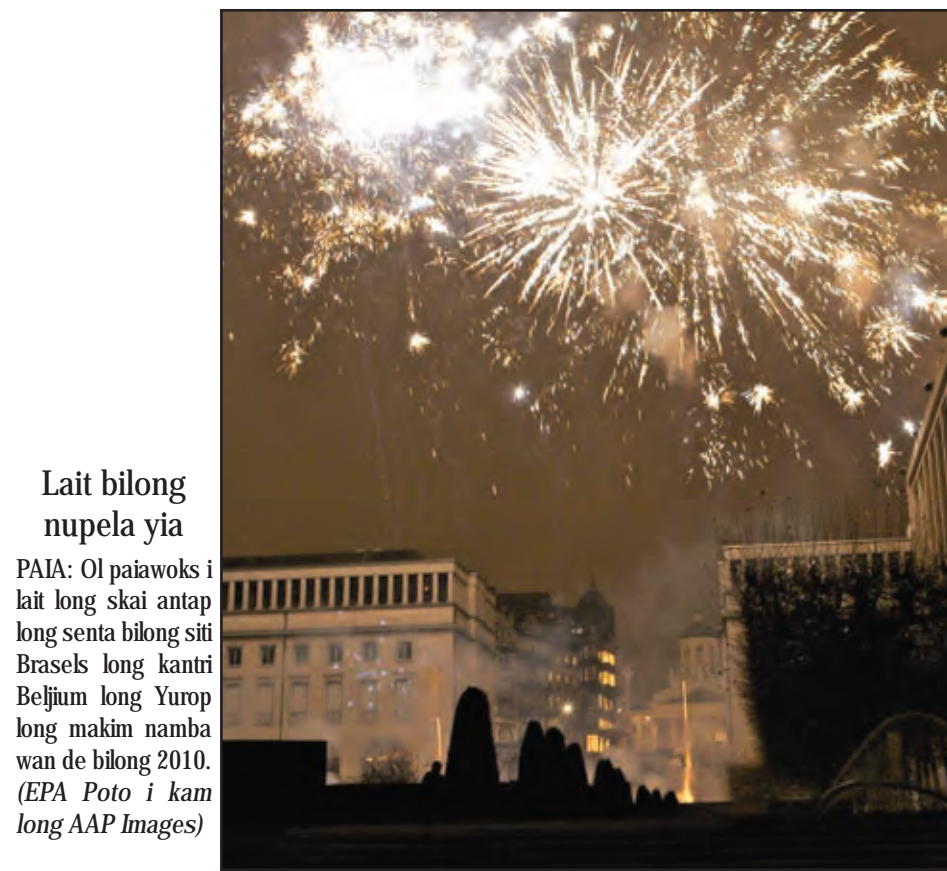 Lait bilong
nupela yia
PAIA: Ol paiawoks i
lait long skai antap
long senta bilong siti
Brasels long kantri
Beljium long Yurop
long makim namba
wan de bilong 2010.
(EPA Poto i kam
long AAP Images)